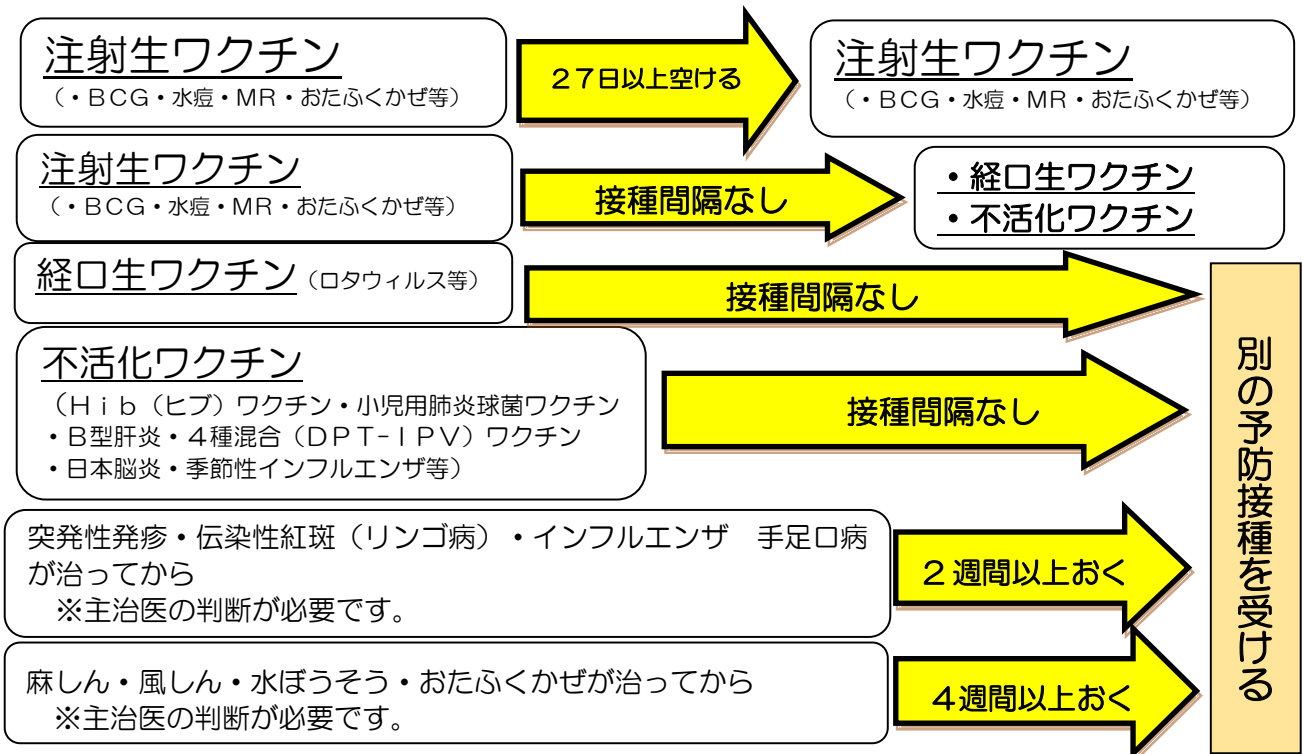 注射生ワクチン
（・ＢＣＧ・水痘・ＭＲ・おたふくかぜ等）
２７日以上空ける
注射生ワクチン
（・ＢＣＧ・水痘・ＭＲ・おたふくかぜ等）
注射生ワクチン
（・ＢＣＧ・水痘・ＭＲ・おたふくかぜ等）
接種間隔なし
・経口生ワクチン
・不活化ワクチン
経口生ワクチン（ロタウィルス等）
接種間隔なし
不活化ワクチン
（Ｈｉｂ（ヒブ）ワクチン・小児用肺炎球菌ワクチン
・Ｂ型肝炎・４種混合（ＤＰＴ-ＩＰＶ）ワクチン
・日本脳炎・季節性インフルエンザ等）
接種間隔なし
突発性発疹・伝染性紅斑（リンゴ病）・インフルエンザ　手足口病
が治ってから
※主治医の判断が必要です。
２週間以上おく
麻しん・風しん・水ぼうそう・おたふくかぜが治ってから
※主治医の判断が必要です。
４週間以上おく
別の予防接種を受ける